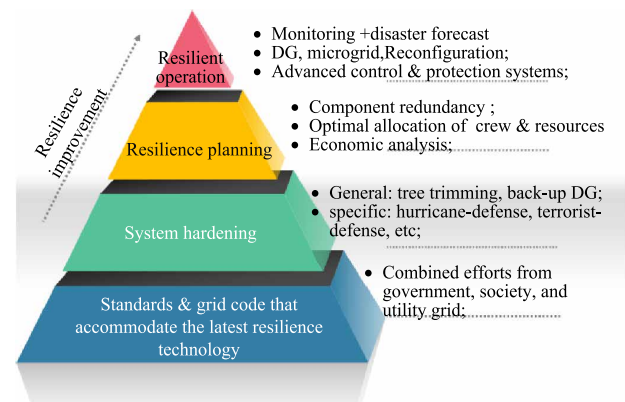 Resilience
improvement
Resilient
operation
• Monitoring +disaster forecast
• DG, microgrid,Reconfiguration;
• Advanced control & protection systems;
Resilience planning
• Component redundancy ;
• Optimal allocation of crew & resources
• Economic analysis;
System hardening
• General: tree trimming, back-up DG;
• specific: hurricane-defense, terrorist-
defense, etc;
Standards & grid code that
accommodate the latest resilience
technology
• Combined efforts from
government, society, and
utility grid;